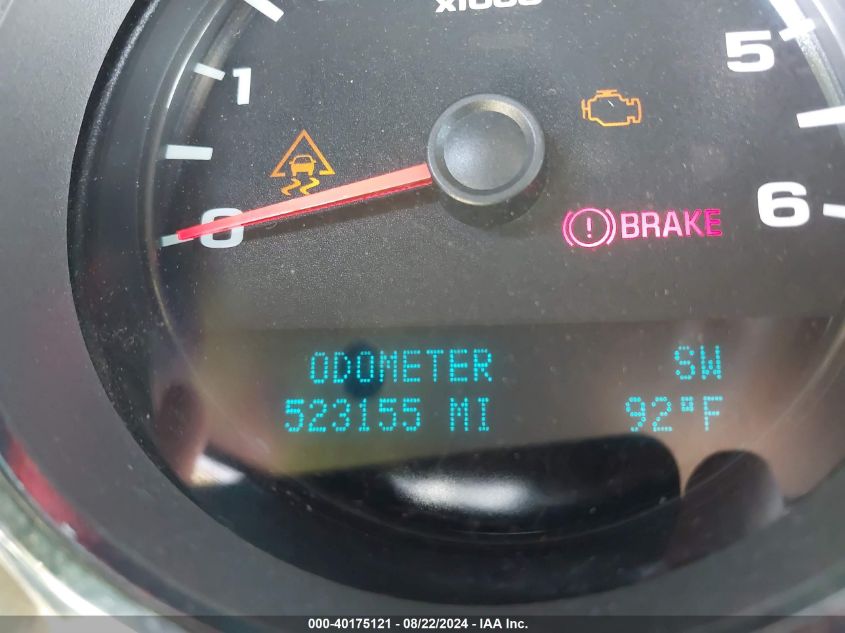 x1000
1
5
0
6
BRAKE
ODOMETER SW
523155 MI 92°F
000-40175121 - 08/22/2024 - IAA Inc.